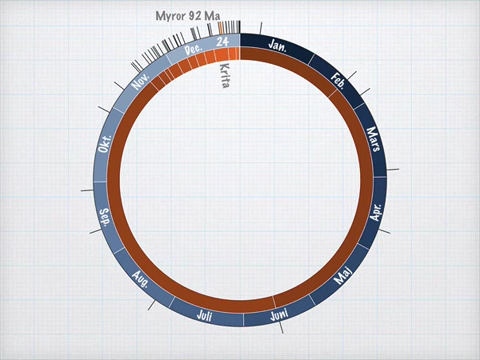 Myror 92 Ma
Dec. 24
Jan.
Feb.
Mars
Apr.
Maj
Juni
Juli
Aug.
Sep.
Okt.
Nov.
Krita